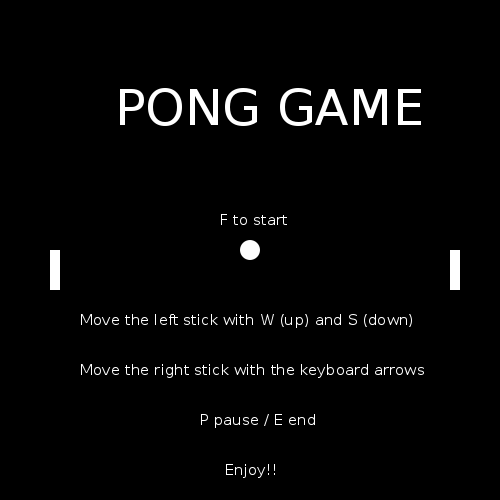 PONG GAME
F to start
Move the left stick with W (up) and S (down)
Move the right stick with the keyboard arrows
P pause / E end
Enjoy!!